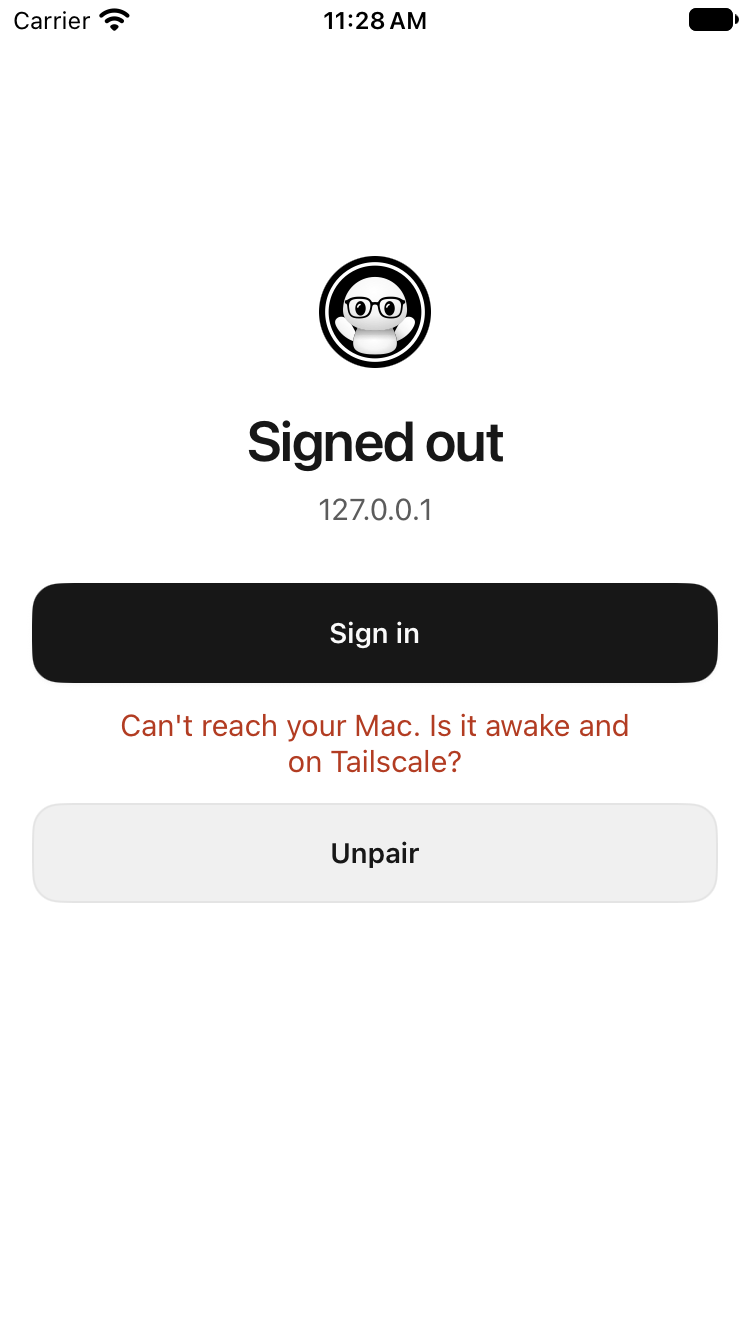 Carrier
11:28 AM
Signed out
127.0.0.1
Sign in
Can't reach your Mac. Is it awake and
on Tailscale?
Unpair